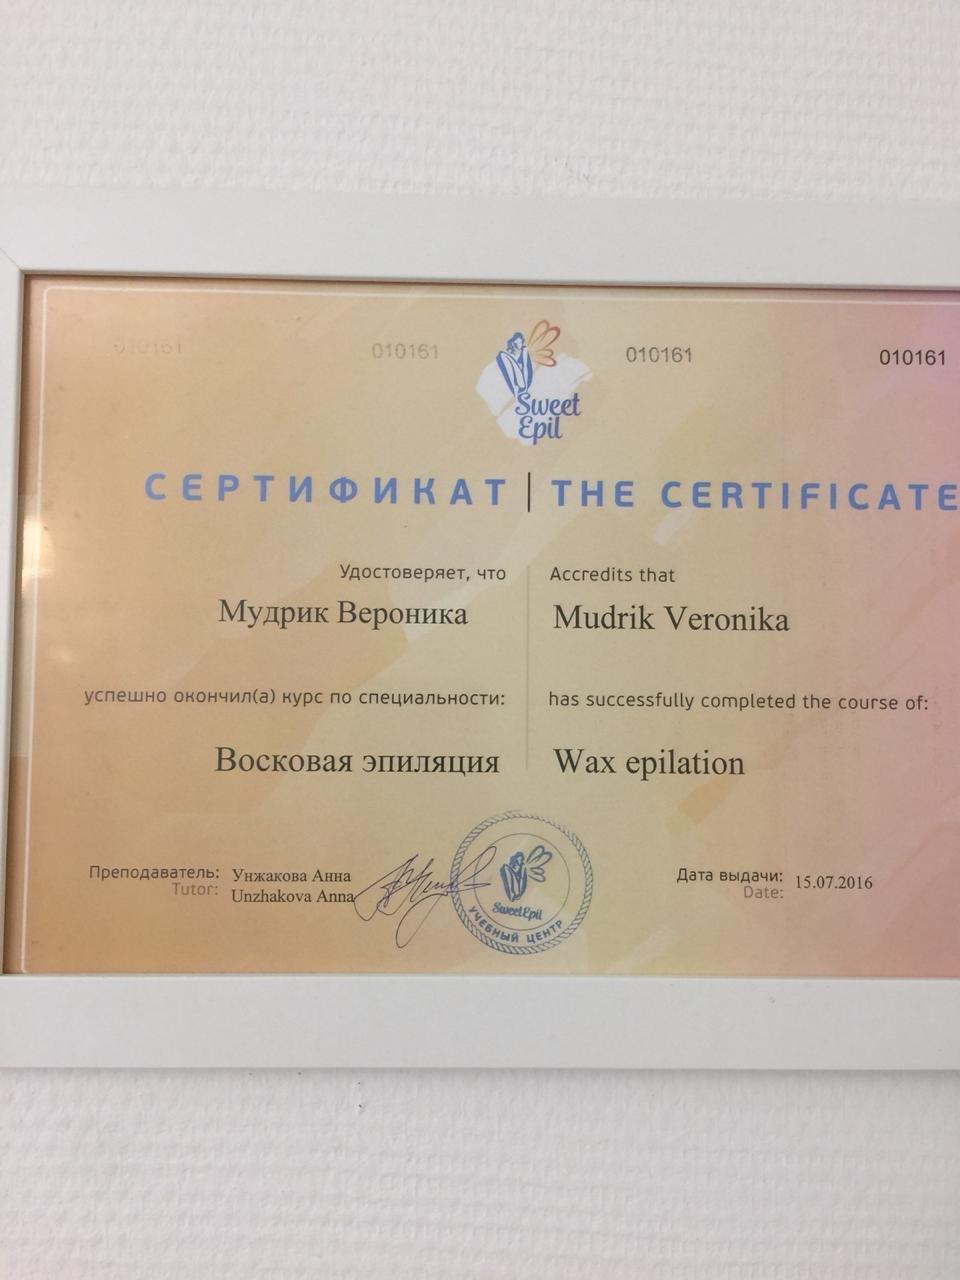 010161 010161 010161 010161
Sweet
Epil
СЕРТИФИКАТ | THE CERTIFICATE
Удостоверяет, что
Мудрик Вероника
успешно окончил(а) курс по специальности:
Восковая эпиляция
Accredits that
Mudrik Veronika
has successfully completed the course of:
Wax epilation
Преподаватель: Унжакова Анна
Tutor: Unzhakova Anna
SweetEpil
УЧЕБНЫЙ ЦЕНТР
Дата выдачи: 15.07.2016
Date: